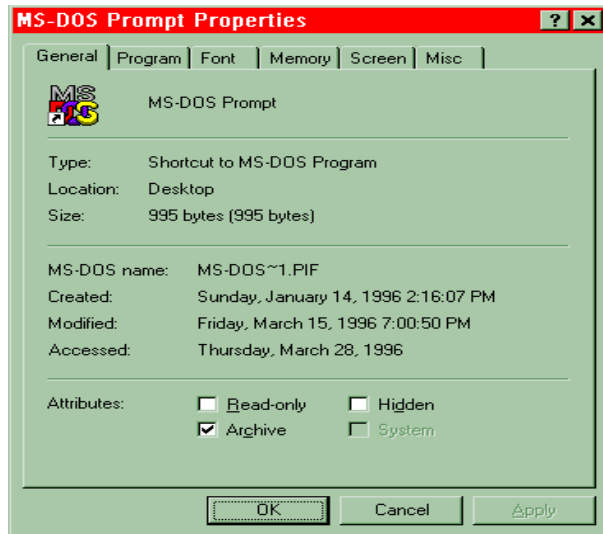 MS-DOS Prompt Properties
? ×
General Program Font Memory Screen Misc
MS DOS
MS-DOS Prompt
Type: Shortcut to MS-DOS Program
Location: Desktop
Size: 995 bytes (995 bytes)
MS-DOS name: MS-DOS~1.PIF
Created: Sunday, January 14, 1996 2:16:07 PM
Modified: Friday, March 15, 1996 7:00:50 PM
Accessed: Thursday, March 28, 1996
Attributes: Read-only Hidden
Archive System
OK Cancel Apply